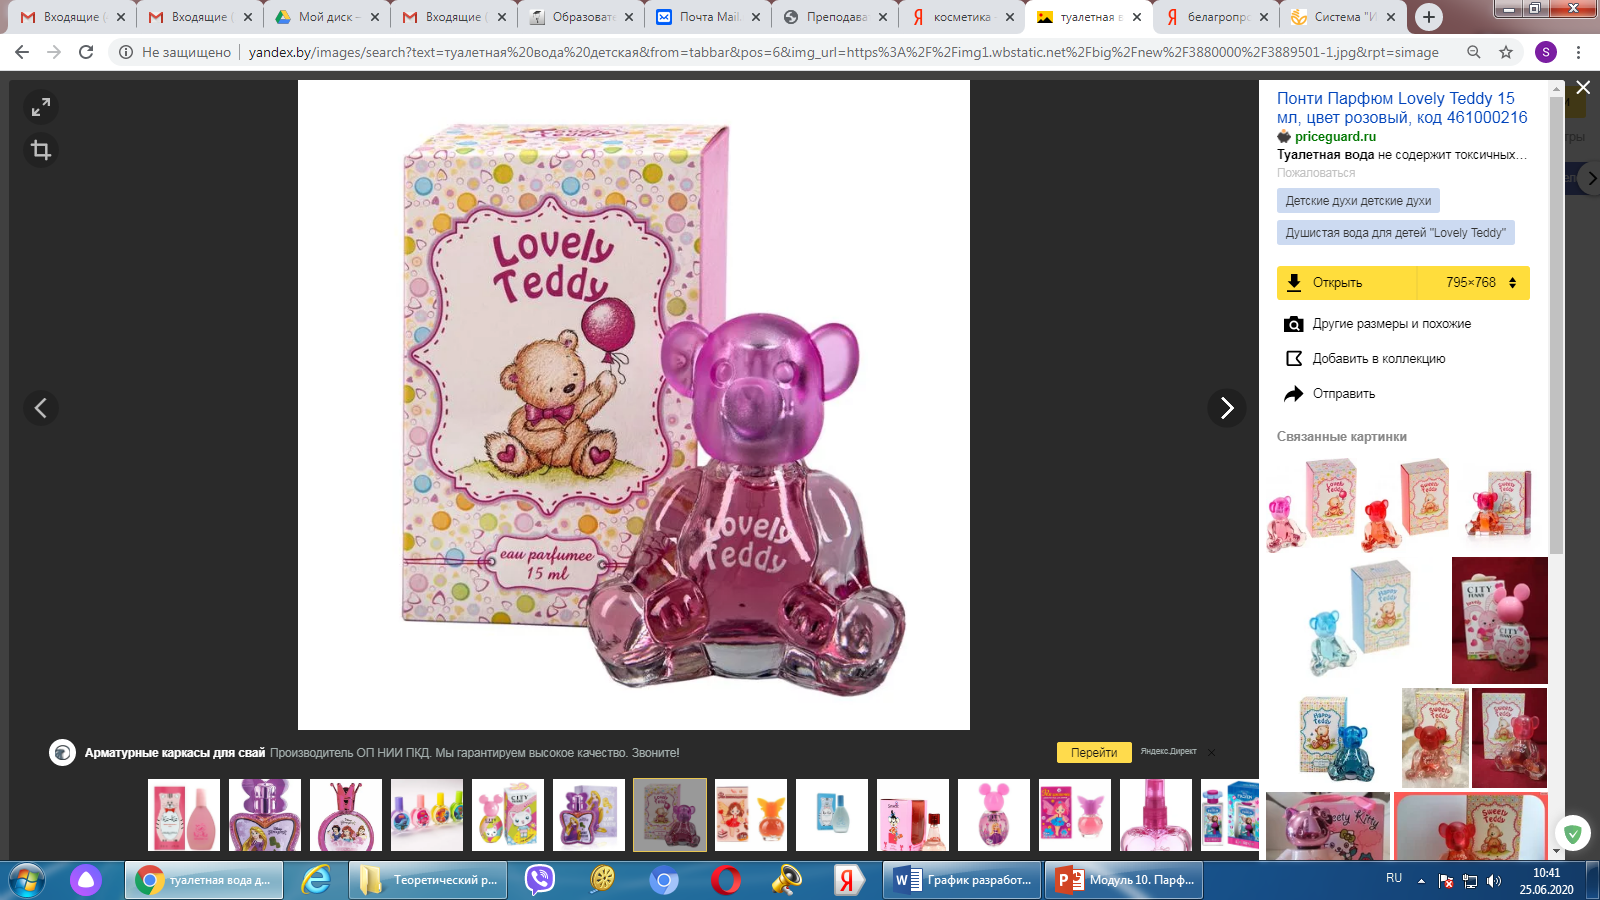 Входящие (
Входящие (
Мой диск –
Входящие (
Образоват
Почта Mail.
Преподава
косметика
туалетная в
белагропро
Система "И
Не защищено
yandex.by/images/search?text=туалетная%20вода%20детская&from=tabbar&pos=6&img_url=https%3A%2F%2Fimg1.wbstatic.net%2Fbig%2Fnew%2F3880000%2F3889501-1.jpg&rpt=simage
S
Lovely
Teddy
Lovely
Teddy
eau parfumee
15 ml
Lovely
Teddy
Понти Парфюм Lovely Teddy 15
мл, цвет розовый, код 461000216
priceguard.ru
Туалетная вода не содержит токсичных...
Пожаловаться
Детские духи детские духи
Душистая вода для детей "Lovely Teddy"
Открыть
795×768
Другие размеры и похожие
Добавить в коллекцию
Отправить
Связанные картинки
CITY
Арматурные каркасы для свай Производитель ОП НИИ ПКД. Мы гарантируем высокое качество. Звоните!
Перейти
Яндекс.Директ
туалетная вода д...
Теоретический р...
График разработ...
Модуль 10. Парф...
RU
10:41
25.06.2020